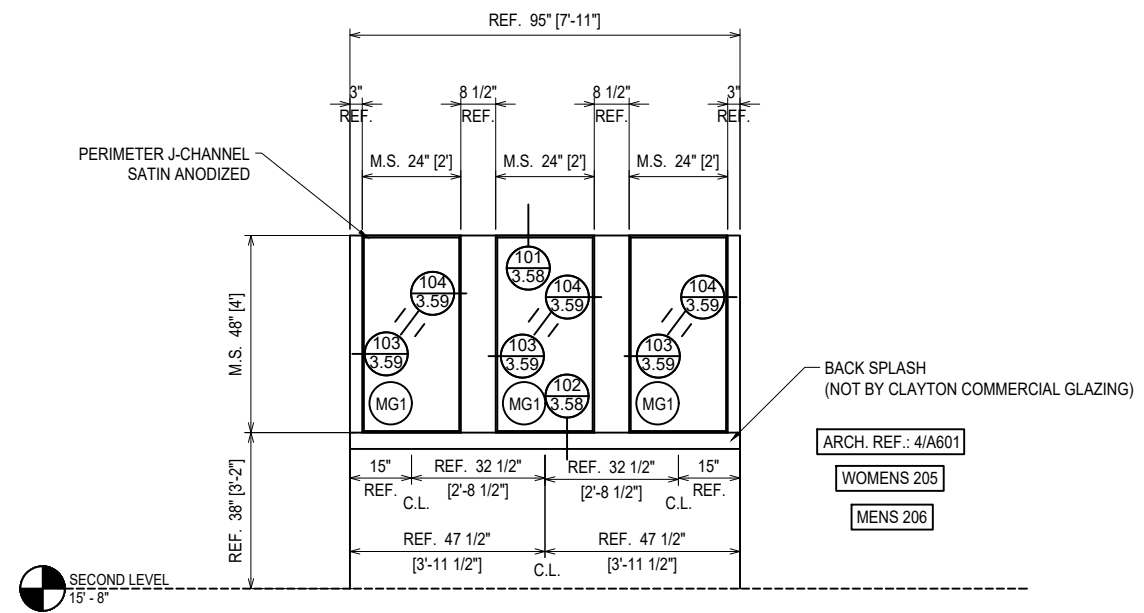 REF. 95" [7'-11"]
3"
REF.
8 1/2"
REF.
8 1/2"
REF.
3"
REF.
M.S. 24" [2']
M.S. 24" [2']
M.S. 24" [2']
PERIMETER J-CHANNEL
SATIN ANODIZED
M.S. 48" [4']
101
3.58
104
3.59
104
3.59
104
3.59
103
3.59
103
3.59
103
3.59
102
3.58
MG1
MG1
MG1
BACK SPLASH
(NOT BY CLAYTON COMMERCIAL GLAZING)
ARCH. REF.: 4/A601
WOMENS 205
MENS 206
REF. 38" [3'-2"]
15"
REF.
C.L.
REF. 32 1/2"
[2'-8 1/2"]
REF. 32 1/2"
[2'-8 1/2"]
C.L.
15"
REF.
REF. 47 1/2"
[3'-11 1/2"]
C.L.
REF. 47 1/2"
[3'-11 1/2"]
SECOND LEVEL
15' - 8"